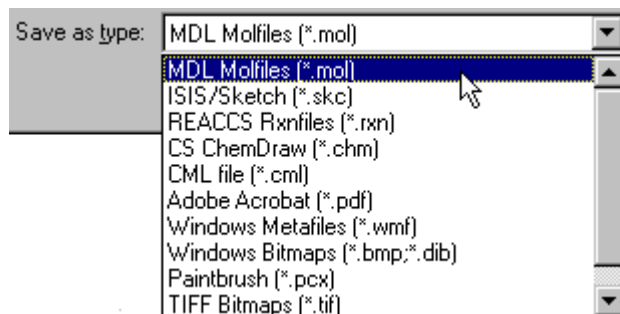 Save as type: MDL Molfiles (*.mol)
MDL Molfiles (*.mol)
ISIS/Sketch (*.skc)
REACCS Rxnfiles (*.rxn)
CS ChemDraw (*.chm)
CML file (*.cml)
Adobe Acrobat (*.pdf)
Windows Metafiles (*.wmf)
Windows Bitmaps (*.bmp;*.dib)
Paintbrush (*.pcx)
TIFF Bitmaps (*.tif)